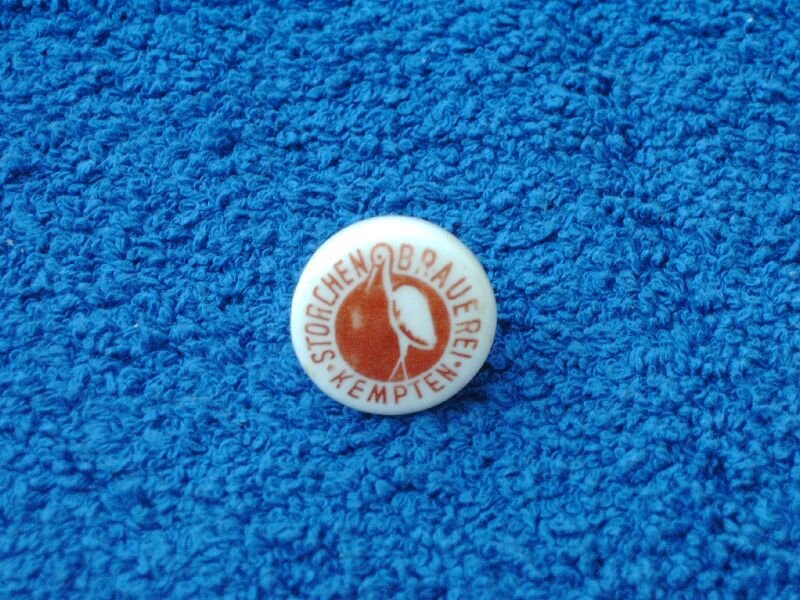 STORCHEN BRAUEREI
· KEMPTEN ·